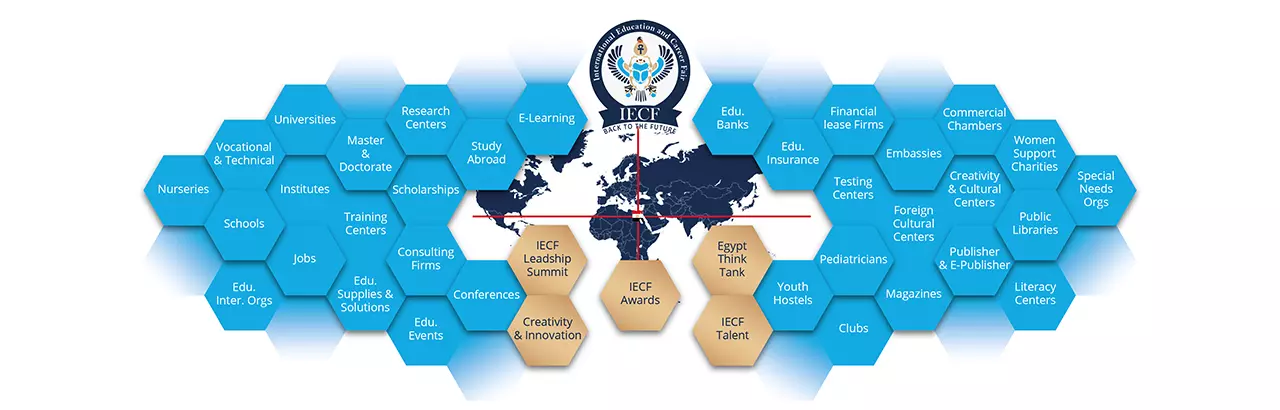 International Education and Career Fair
IECF
BACK TO THE FUTURE
Nurseries
Vocational
& Technical
Universities
Schools
Edu.
Inter. Orgs
Institutes
Jobs
Master
&
Doctorate
Training
Centers
Edu.
Supplies &
Solutions
Research
Centers
Scholarships
Consulting
Firms
Edu.
Events
Study
Abroad
Conferences
E-Learning
IECF
Leadship
Summit
Creativity
& Innovation
IECF
Awards
Egypt
Think
Tank
IECF
Talent
Edu.
Banks
Edu.
Insurance
Youth
Hostels
Financial
lease Firms
Testing
Centers
Pediatricians
Clubs
Embassies
Foreign
Cultural
Centers
Magazines
Commercial
Chambers
Creativity
& Cultural
Centers
Publisher
& E-Publisher
Women
Support
Charities
Public
Libraries
Literacy
Centers
Special
Needs
Orgs